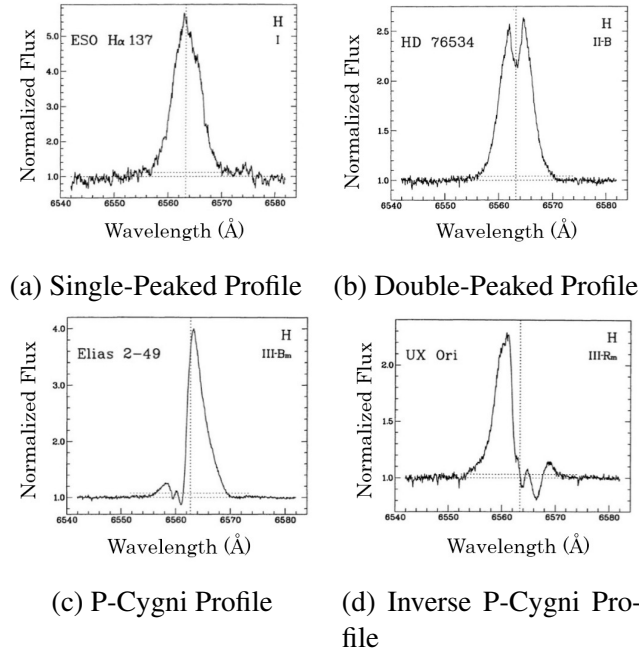 ESO Hα 137
H
I
Normalized Flux
5.0
4.0
3.0
2.0
1.0
6540 6550 6560 6570 6580
Wavelength (Å)
(a) Single-Peaked Profile
HD 76534
H
II-B
Normalized Flux
2.5
2.0
1.5
1.0
6540 6550 6560 6570 6580
Wavelength (Å)
(b) Double-Peaked Profile
Elias 2-49
H
III-Bm
Normalized Flux
4.0
3.0
2.0
1.0
6540 6550 6560 6570 6580
Wavelength (Å)
(c) P-Cygni Profile
UX Ori
H
III-Rm
Normalized Flux
2.0
1.0
6540 6550 6560 6570 6580
Wavelength (Å)
(d) Inverse P-Cygni Pro-
file